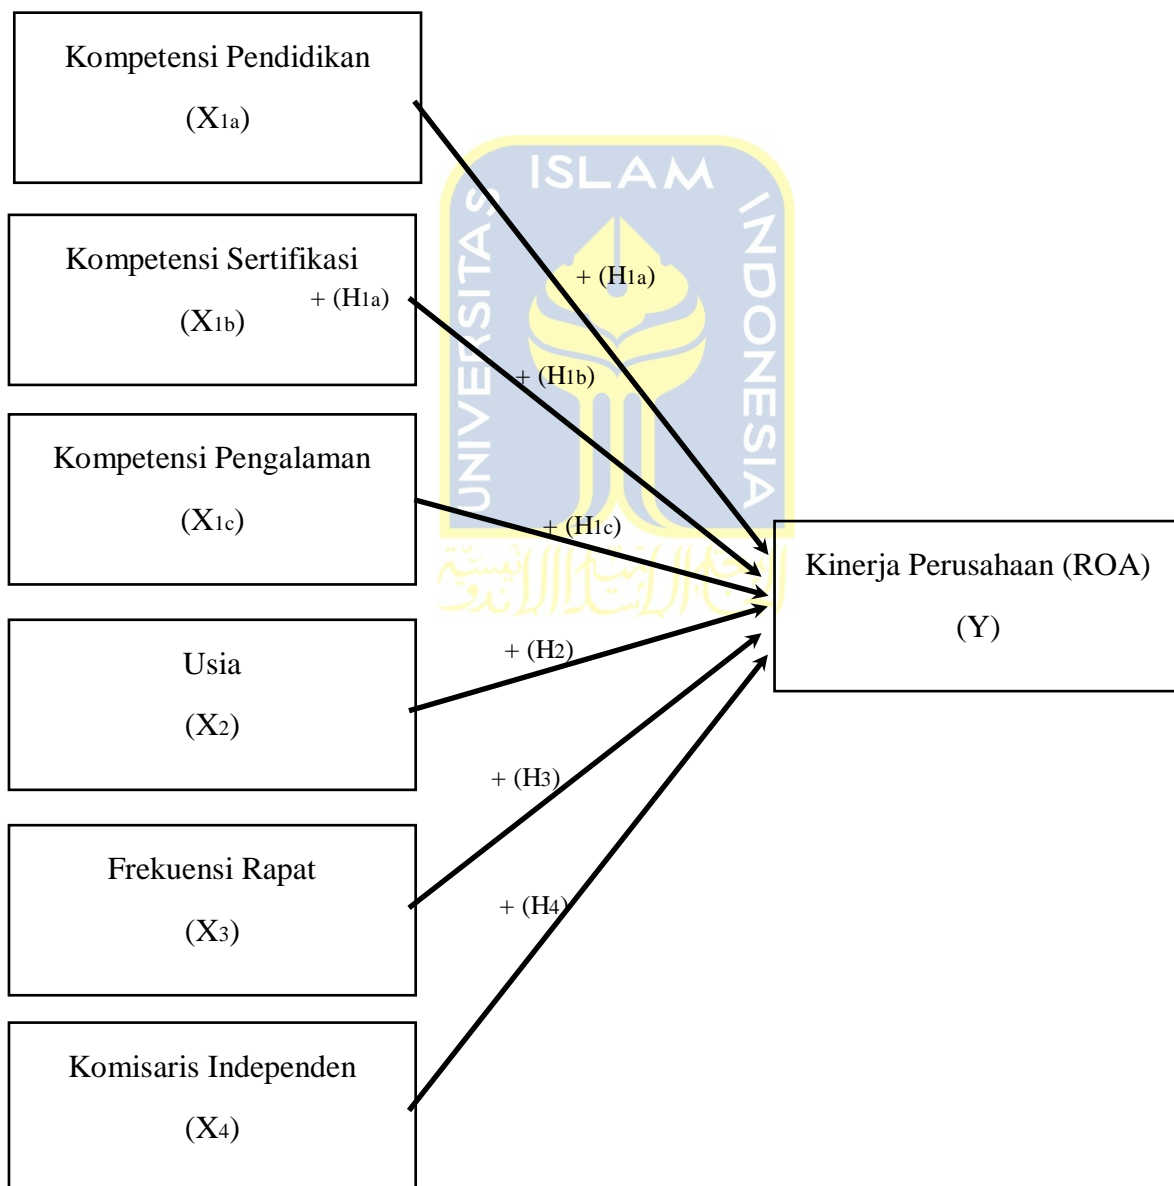 Kompetensi Pendidikan
(X1a)
Kompetensi Sertifikasi
+ (H1a)
(X1b)
Kompetensi Pengalaman
(X1c)
Usia
(X2)
Frekuensi Rapat
(X3)
Komisaris Independen
(X4)
+ (H1a)
+ (H1b)
+ (H1c)
+ (H2)
+ (H3)
+ (H4)
Kinerja Perusahaan (ROA)
(Y)
UNIVERSITAS
ISLAM
INDONESIA